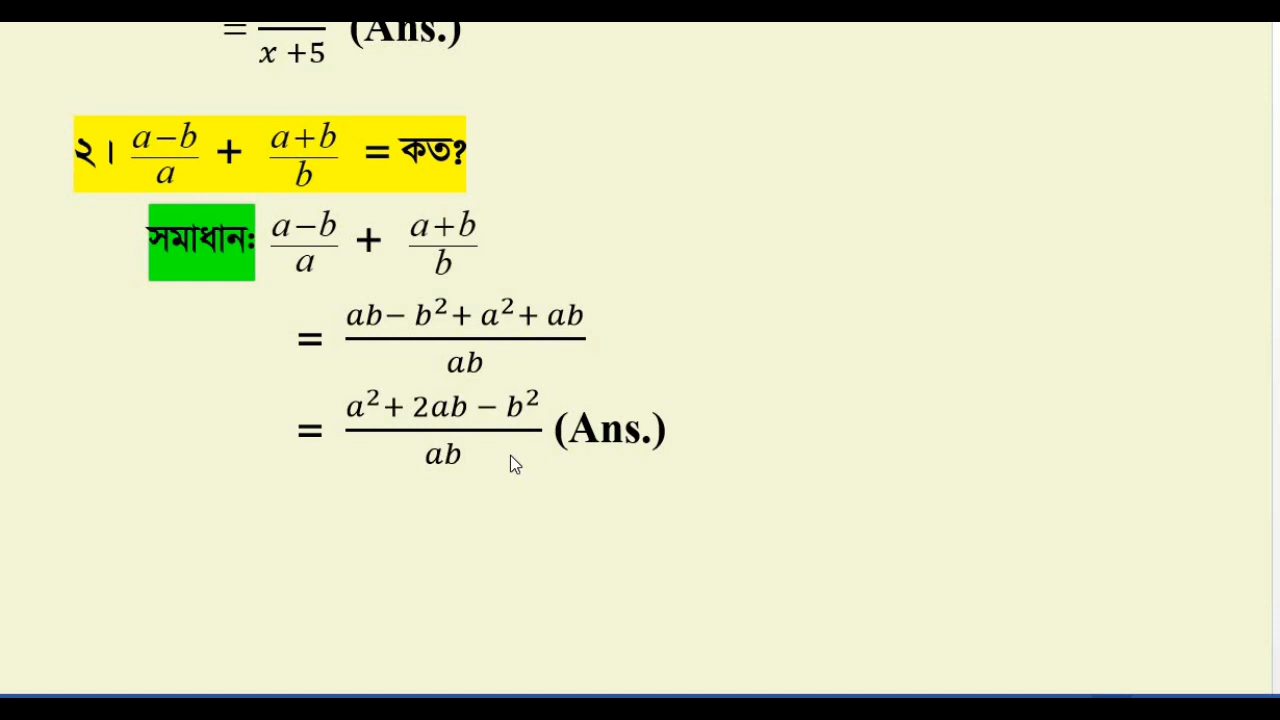 = x + 5 (Ans.)
২। a−b/a + a+b/b = কত?
সমাধান: a−b/a + a+b/b
= ab − b² + a² + ab/ab
= a² + 2ab − b²/ab (Ans.)